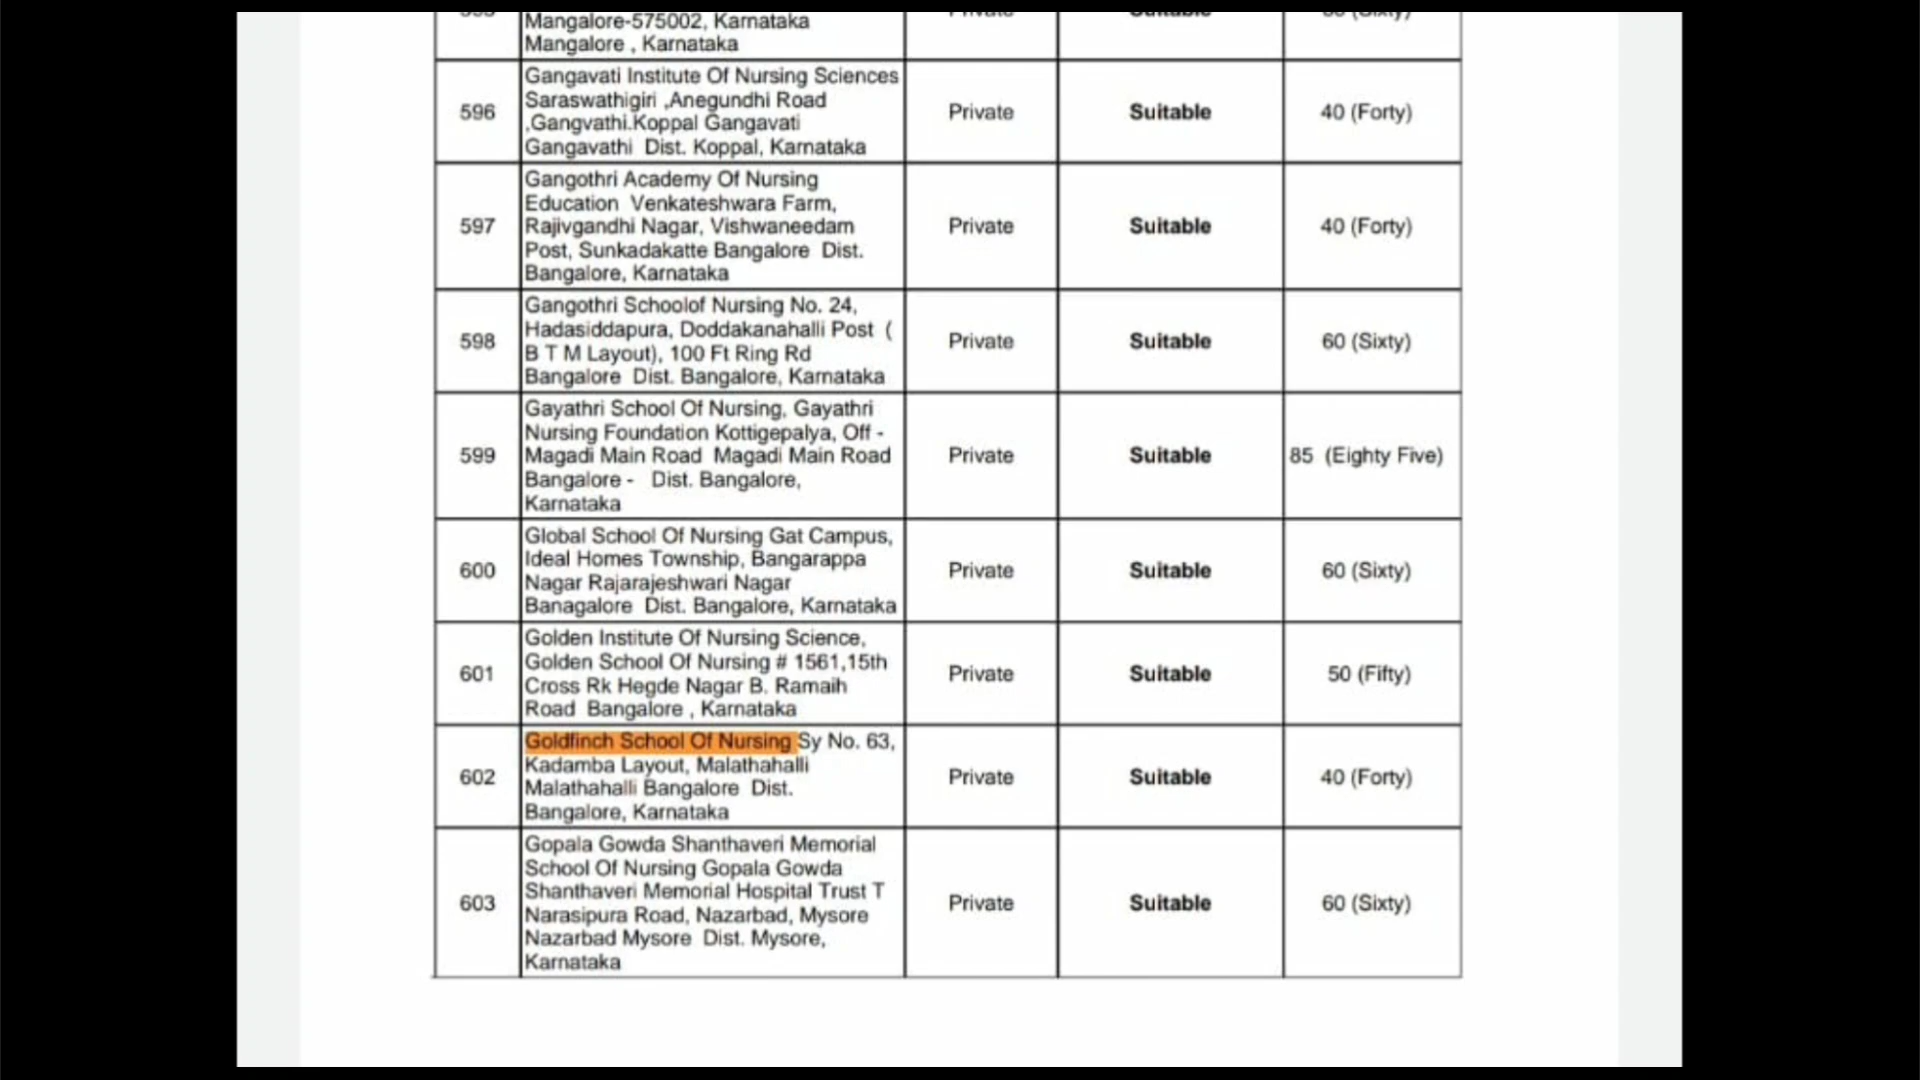 Mangalore-575002, Karnataka
Mangalore , Karnataka
596
Gangavati Institute Of Nursing Sciences
Saraswathigiri ,Anegundhi Road
,Gangvathi.Koppal Gangavati
Gangavathi Dist. Koppal, Karnataka
Private
Suitable
40 (Forty)
597
Gangothri Academy Of Nursing
Education Venkateshwara Farm,
Rajivgandhi Nagar, Vishwaneedam
Post, Sunkadakatte Bangalore Dist.
Bangalore, Karnataka
Private
Suitable
40 (Forty)
598
Gangothri Schoolof Nursing No. 24,
Hadasiddapura, Doddakanahalli Post (
B T M Layout), 100 Ft Ring Rd
Bangalore Dist. Bangalore, Karnataka
Private
Suitable
60 (Sixty)
599
Gayathri School Of Nursing, Gayathri
Nursing Foundation Kottigepalya, Off -
Magadi Main Road Magadi Main Road
Bangalore - Dist. Bangalore,
Karnataka
Private
Suitable
85 (Eighty Five)
600
Global School Of Nursing Gat Campus,
Ideal Homes Township, Bangarappa
Nagar Rajarajeshwari Nagar
Banagalore Dist. Bangalore, Karnataka
Private
Suitable
60 (Sixty)
601
Golden Institute Of Nursing Science,
Golden School Of Nursing # 1561,15th
Cross Rk Hegde Nagar B. Ramaih
Road Bangalore , Karnataka
Private
Suitable
50 (Fifty)
602
Goldfinch School Of Nursing Sy No. 63,
Kadamba Layout, Malathahalli
Malathahalli Bangalore Dist.
Bangalore, Karnataka
Private
Suitable
40 (Forty)
603
Gopala Gowda Shanthaveri Memorial
School Of Nursing Gopala Gowda
Shanthaveri Memorial Hospital Trust T
Narasipura Road, Nazarbad, Mysore
Nazarbad Mysore Dist. Mysore,
Karnataka
Private
Suitable
60 (Sixty)